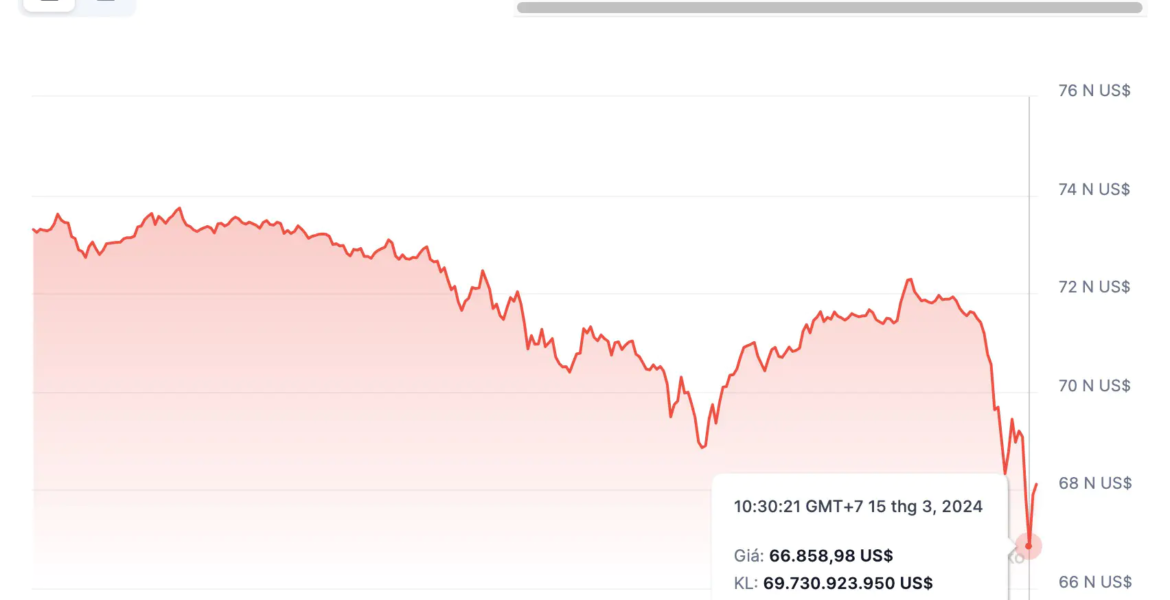 76 N US$
74 N US$
72 N US$
70 N US$
68 N US$
10:30:21 GMT+7 15 thg 3, 2024
Giá: 66.858,98 US$
KL: 69.730.923.950 US$
66 N US$